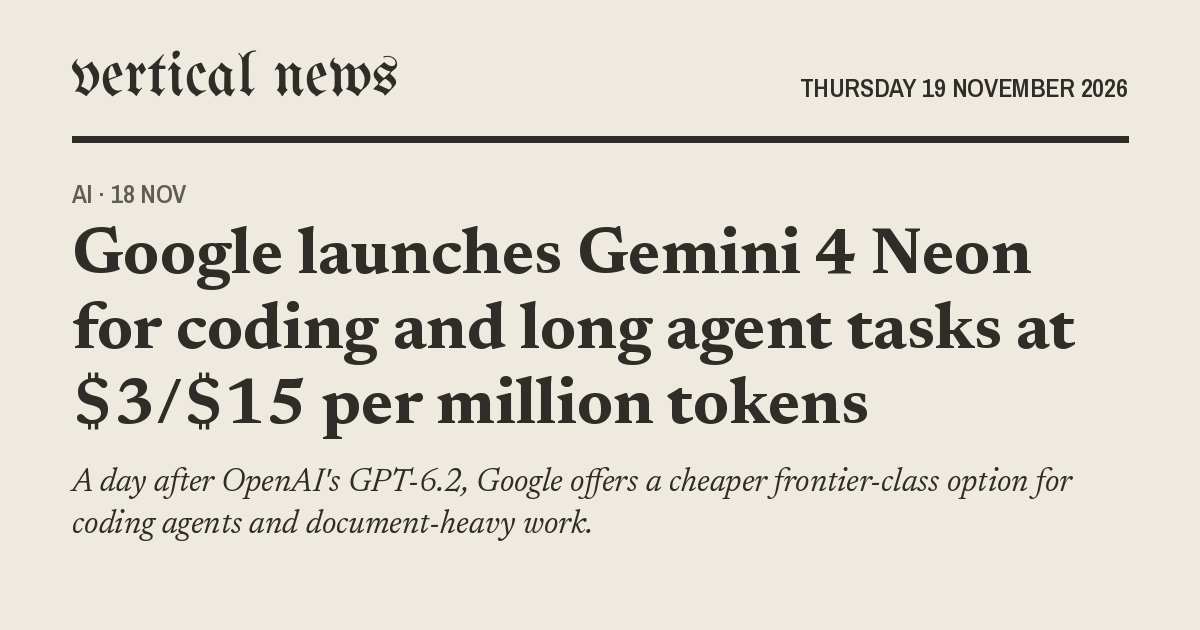 vertical news
THURSDAY 19 NOVEMBER 2026
AI · 18 NOV
Google launches Gemini 4 Neon
for coding and long agent tasks at
$3/$15 per million tokens
A day after OpenAI's GPT-6.2, Google offers a cheaper frontier-class option for
coding agents and document-heavy work.